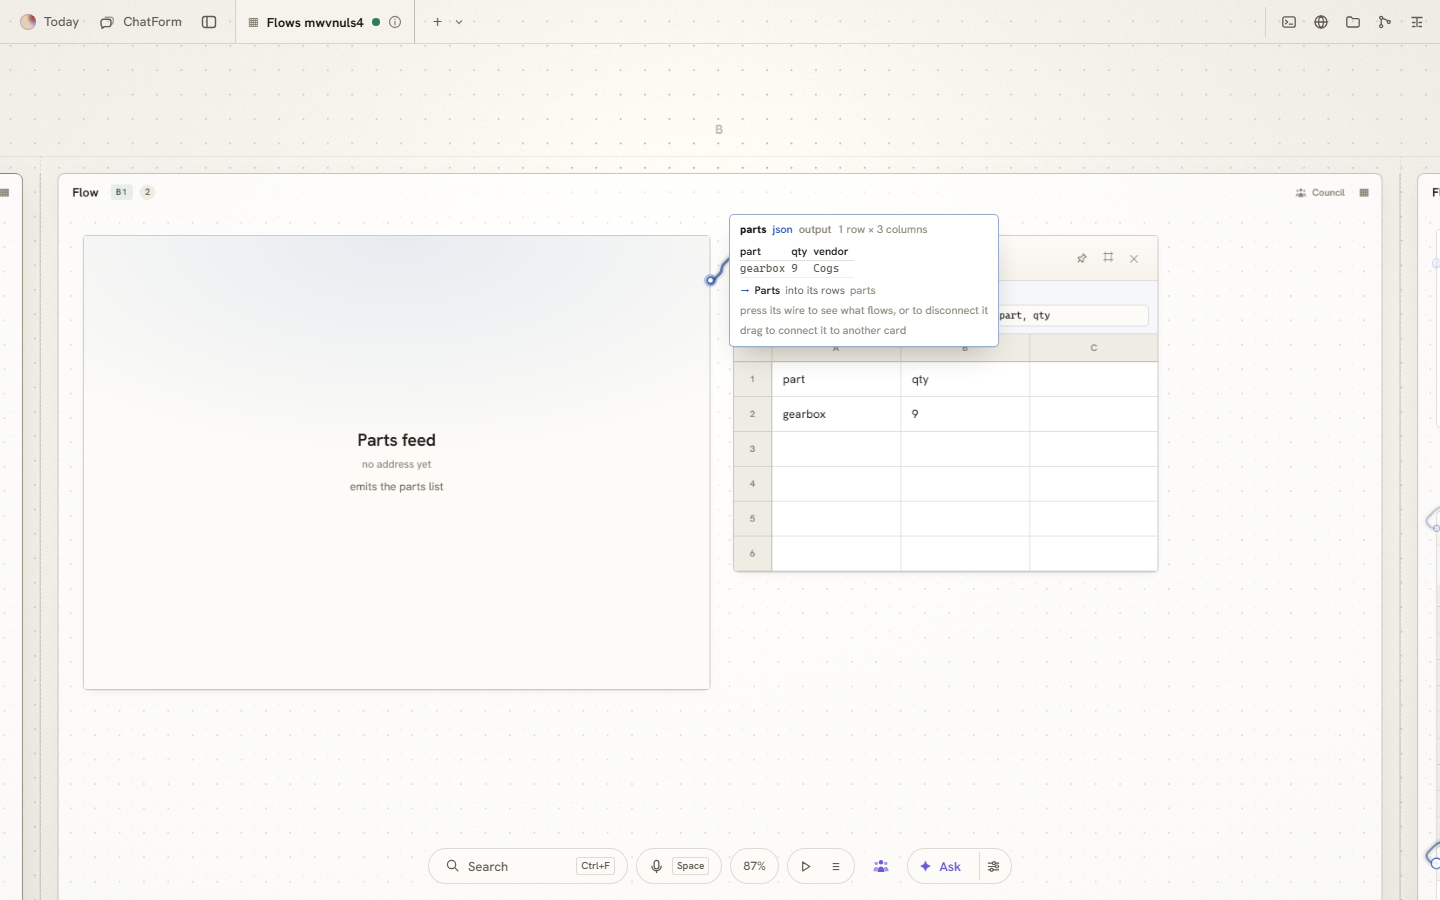 Today ChatForm Flows mwvnuls4
B
Flow B1 2 Council
parts json output 1 row × 3 columns
part qty vendor
gearbox 9 Cogs
→ Parts into its rows parts
press its wire to see what flows, or to disconnect it
drag to connect it to another card
part, qty
A B C
1 part qty
2 gearbox 9
3
4
5
6
Parts feed
no address yet
emits the parts list
Search Ctrl+F Space 87% Ask